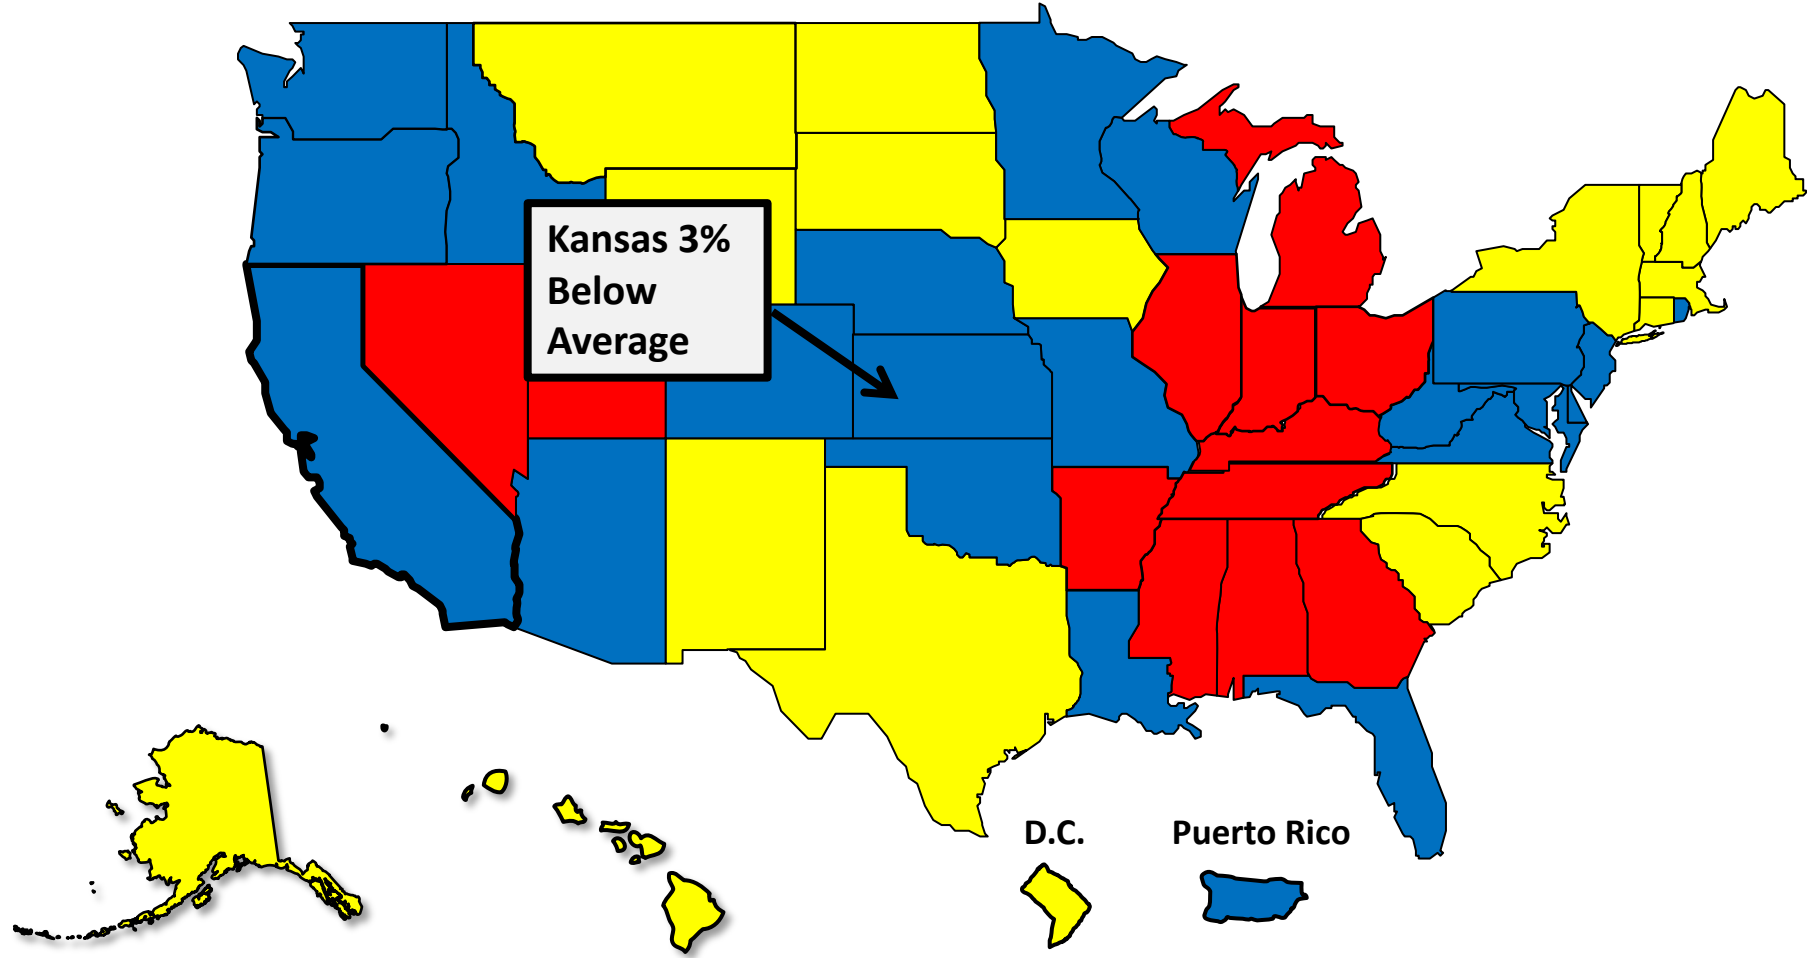 Kansas 3%
Below
Average
D.C.
Puerto Rico